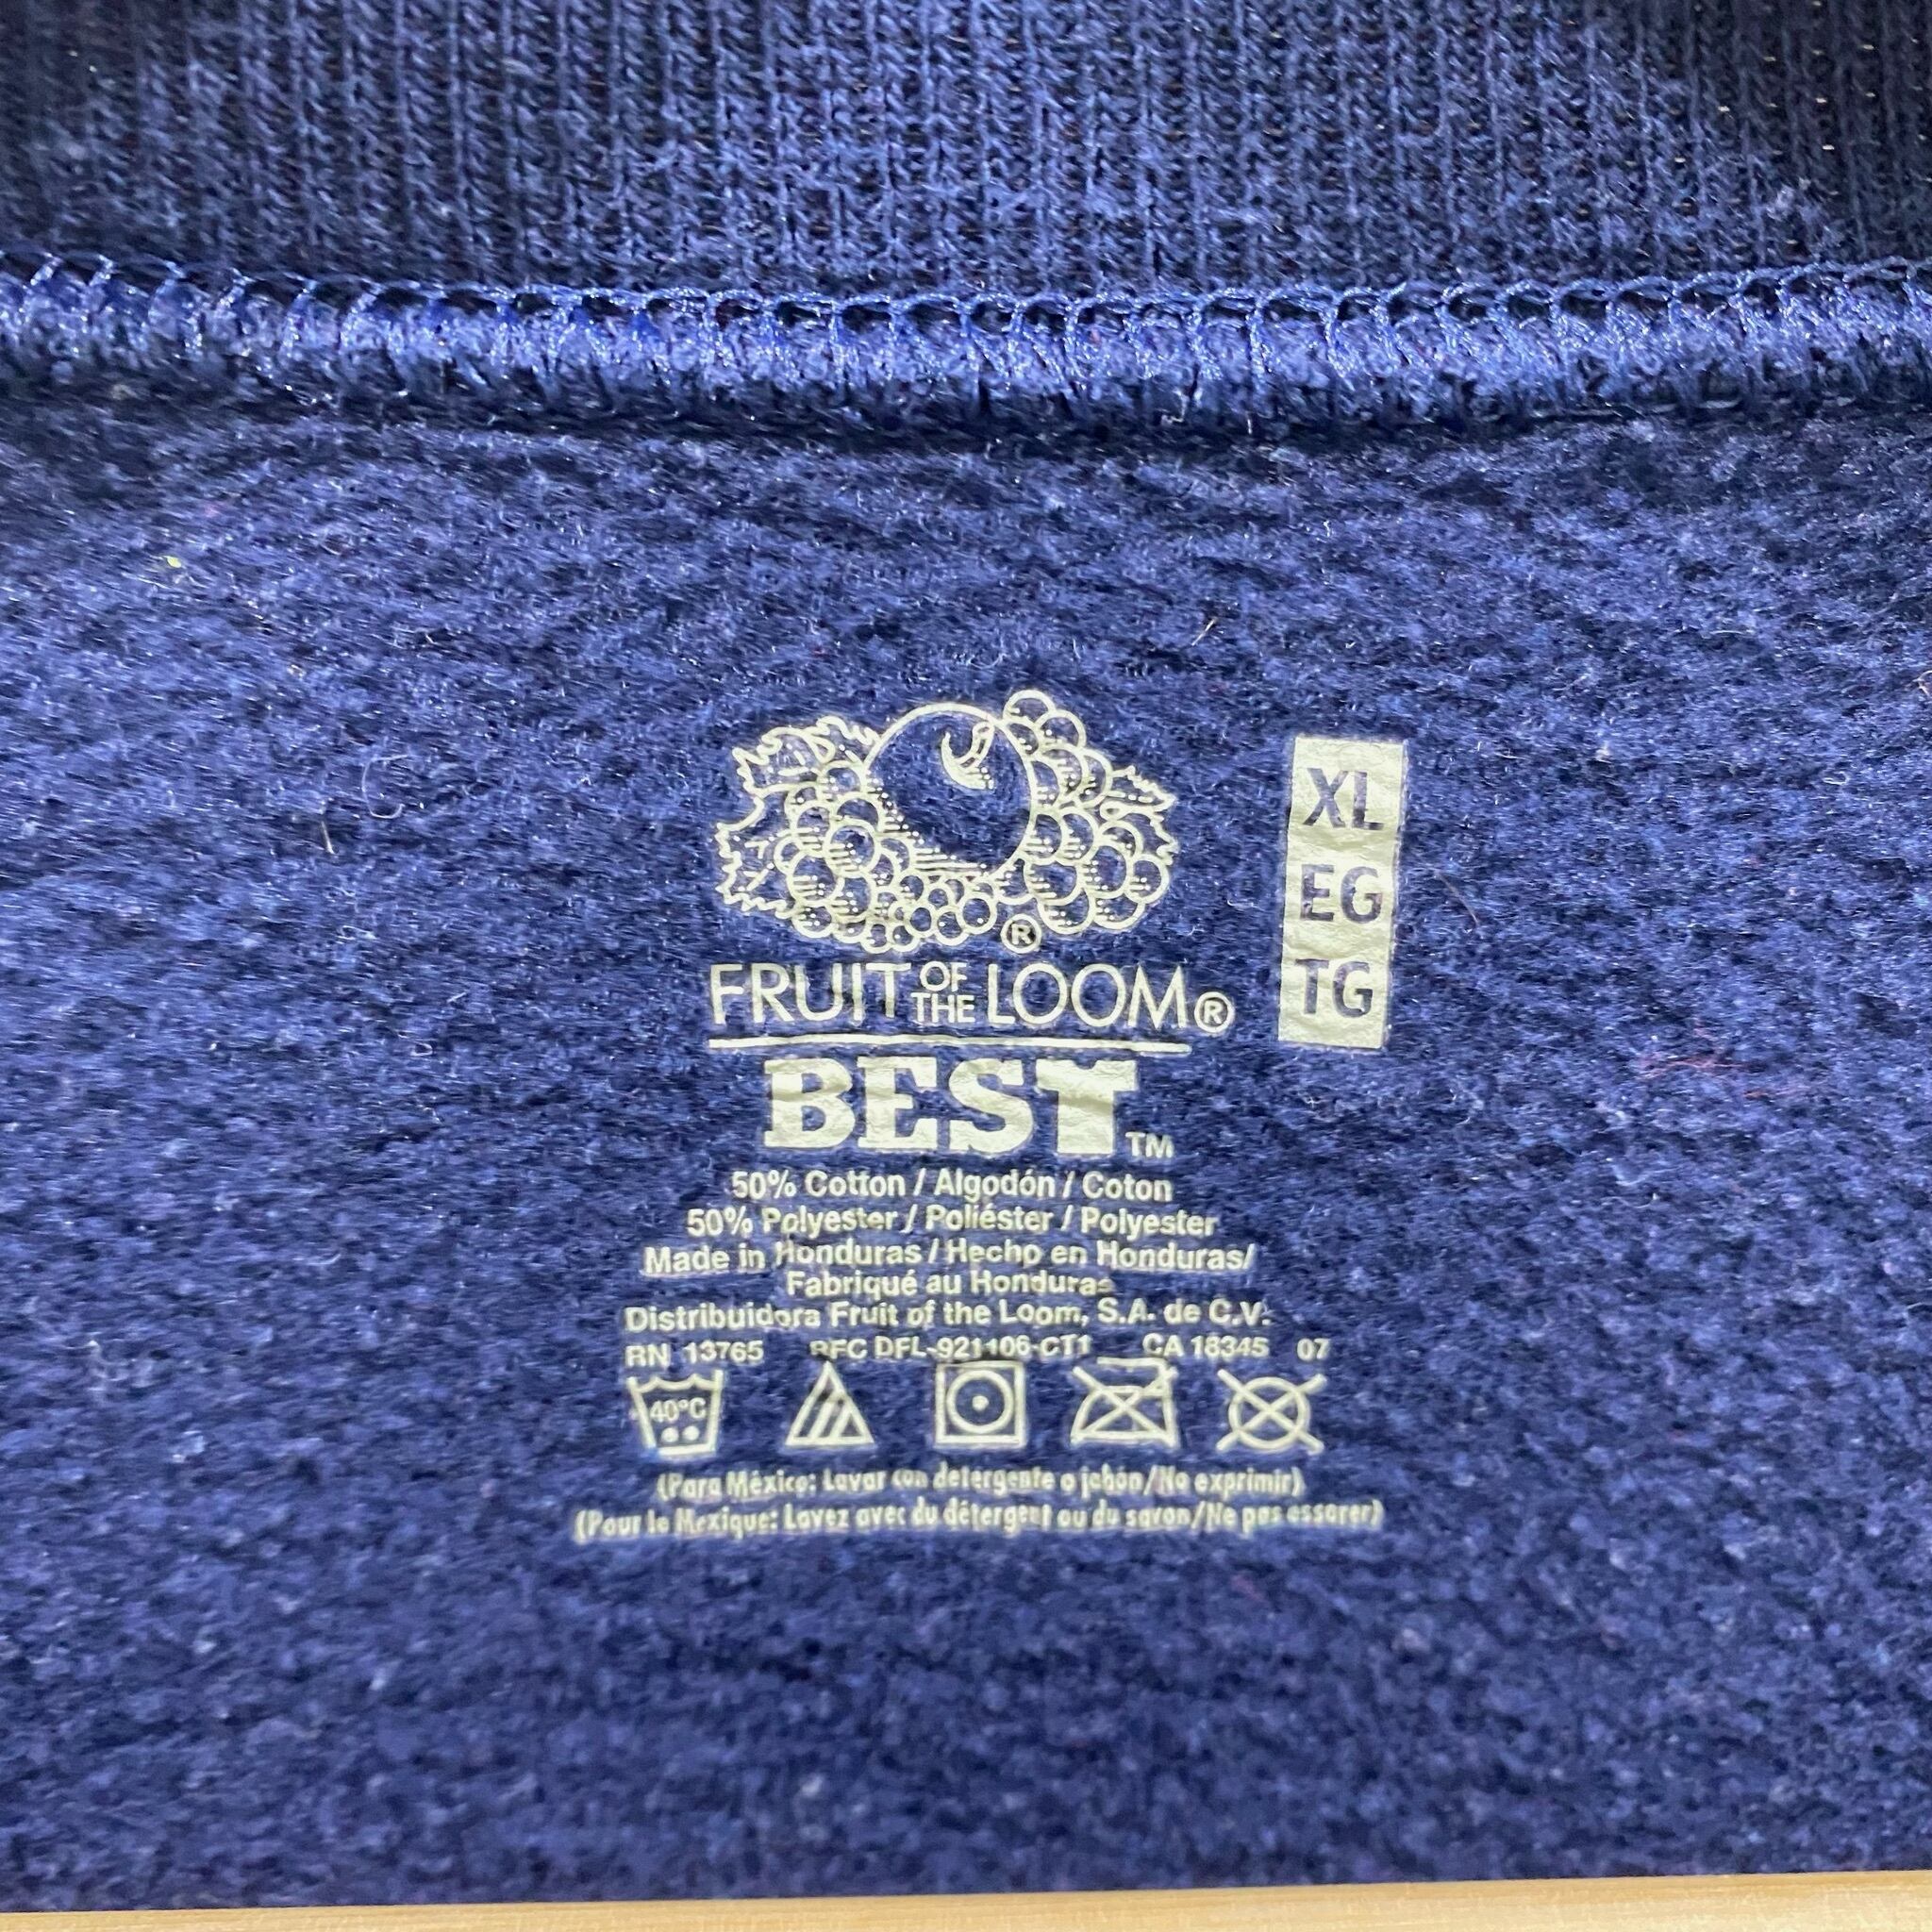 XL
EG
TG
®
FRUIT OF THE LOOM®
BEST™
50% Cotton / Algodón / Coton
50% Polyester / Poliéster / Polyester
Made in Honduras / Hecho en Honduras/
Fabriqué au Honduras
Distribuidora Fruit of the Loom, S.A. de C.V.
RN 13765 RFC DFL-921106-CT1 CA 18345 07
40°C
(Para México: Lavar con detergente o jabón/No exprimir)
(Pour le Mexique: Lavez avec du détergent ou du savon/Ne pas essorer)